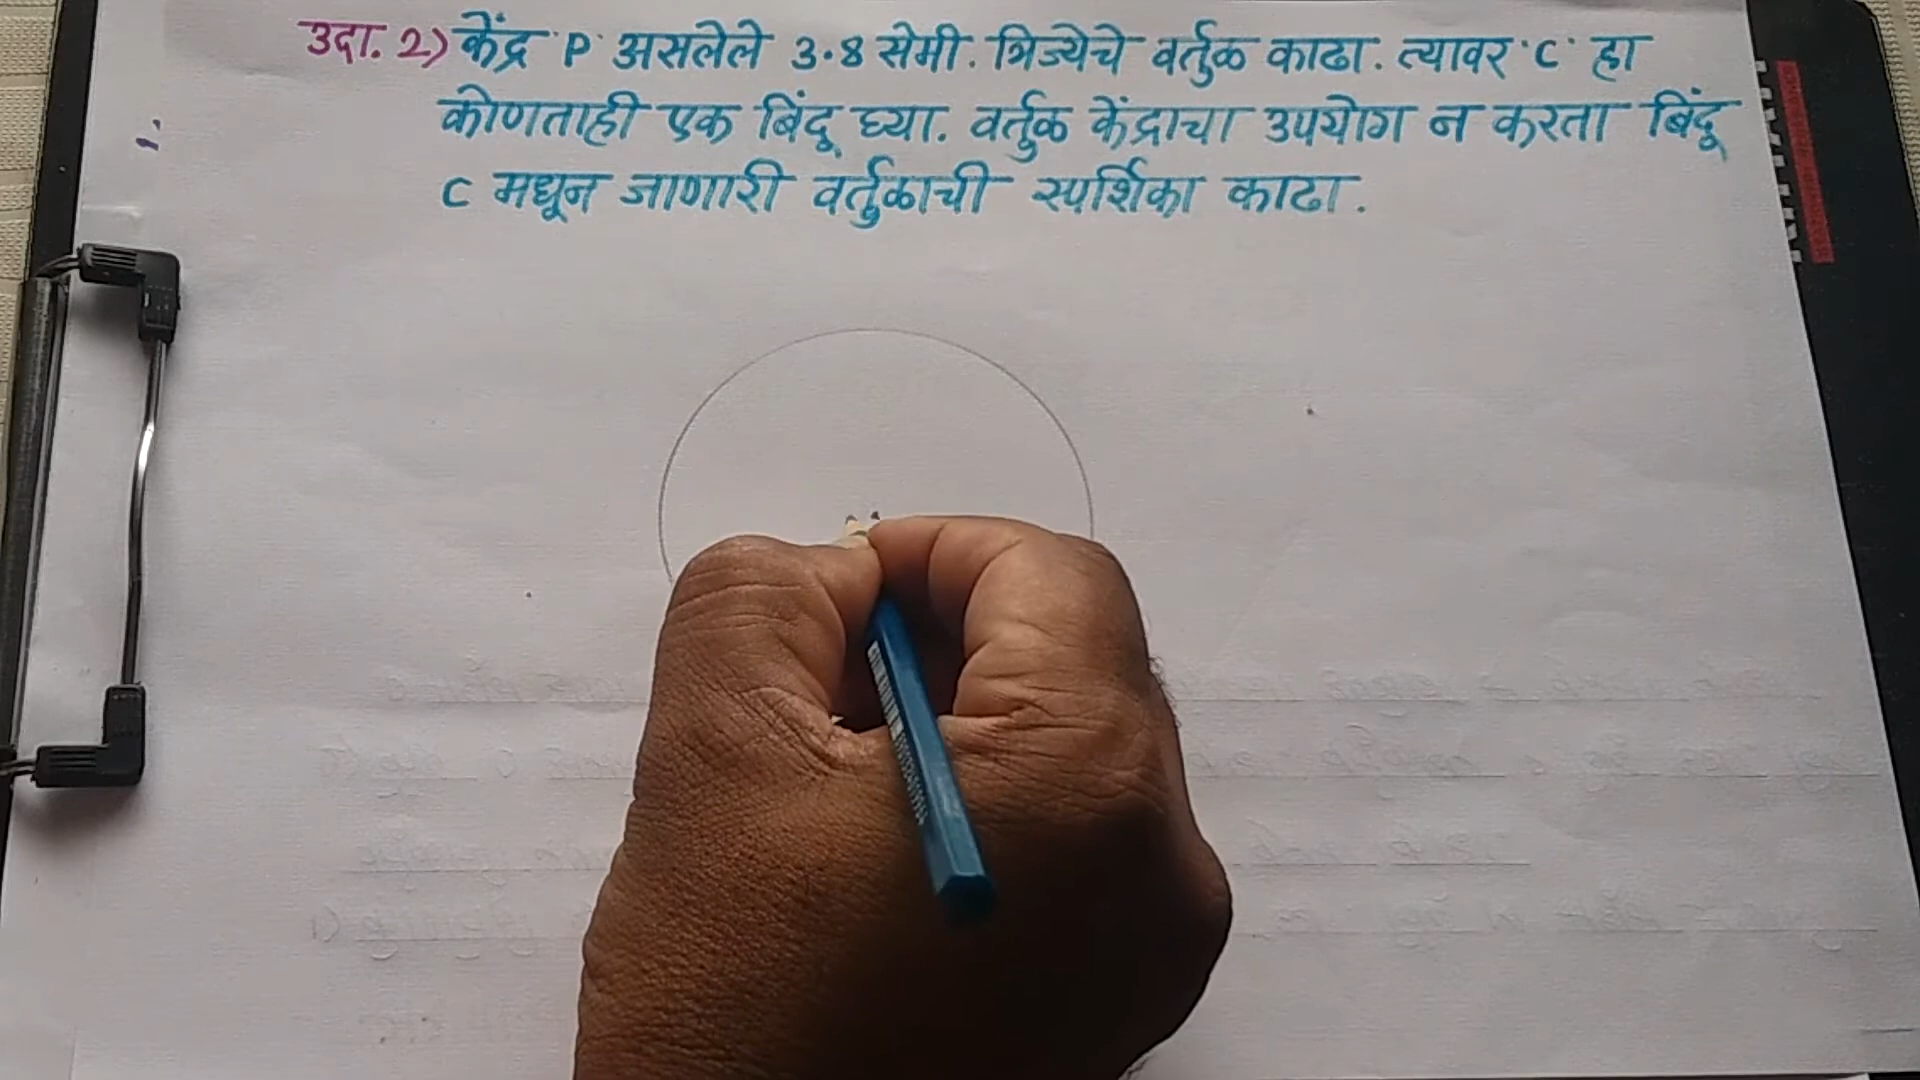 उदा. 2) केंद्र 'P' असलेले 3.8 सेमी. त्रिज्येचे वर्तुळ काढा. त्यावर 'C' हा
कोणताही एक बिंदू घ्या. वर्तुळ केंद्राचा उपयोग न करता बिंदू
C मधून जाणारी वर्तुळाची स्पर्शिका काढा.